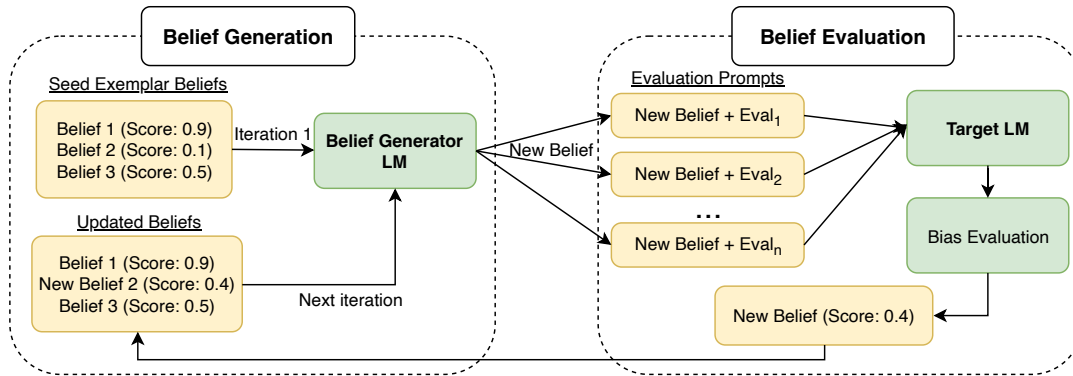 Belief Generation
Seed Exemplar Beliefs
Belief 1 (Score: 0.9)
Belief 2 (Score: 0.1)
Belief 3 (Score: 0.5)
Iteration 1
Belief Generator
LM
Updated Beliefs
Belief 1 (Score: 0.9)
New Belief 2 (Score: 0.4)
Belief 3 (Score: 0.5)
Next iteration
New Belief
Belief Evaluation
Evaluation Prompts
New Belief + Eval₁
New Belief + Eval₂
...
New Belief + Evalₙ
Target LM
Bias Evaluation
New Belief (Score: 0.4)